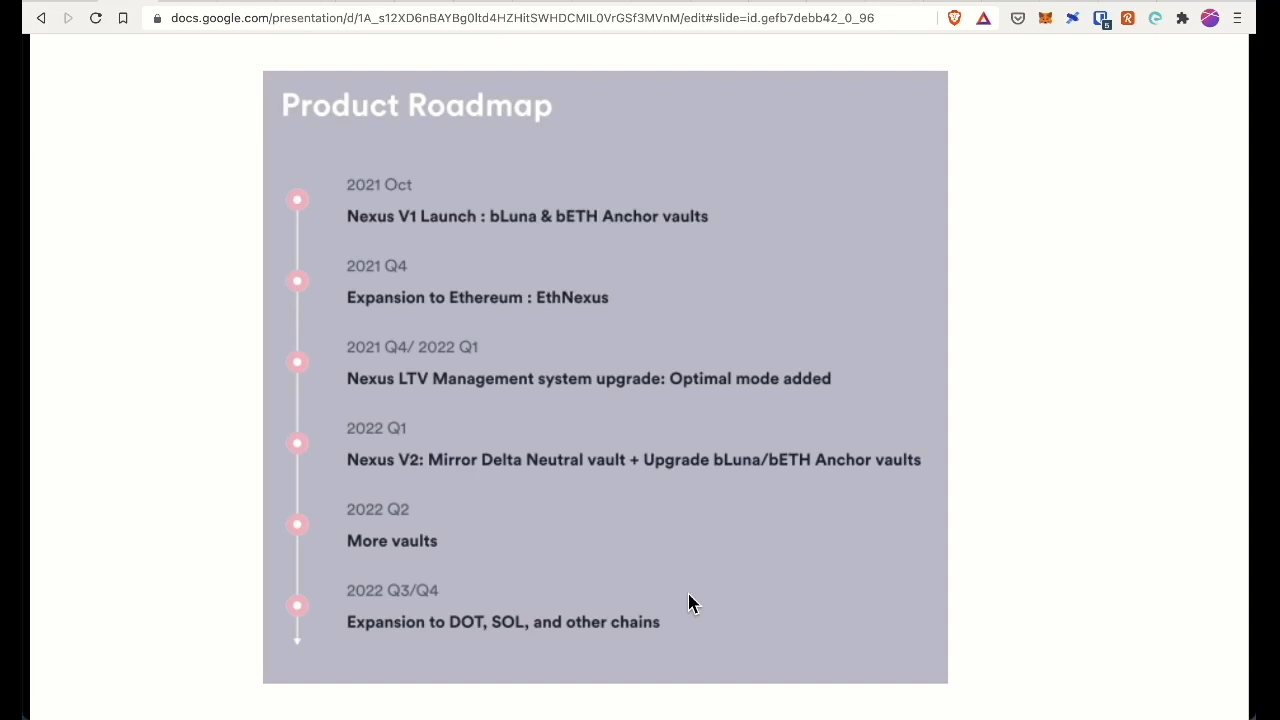 docs.google.com/presentation/d/1A_s12XD6nBAYBg0ltd4HZHitSWHDCMIL0VrGSf3MVnM/edit#slide=id.gefb7debb42_0_96
5
Product Roadmap
2021 Oct
Nexus V1 Launch : bLuna & bETH Anchor vaults
2021 Q4
Expansion to Ethereum : EthNexus
2021 Q4/ 2022 Q1
Nexus LTV Management system upgrade: Optimal mode added
2022 Q1
Nexus V2: Mirror Delta Neutral vault + Upgrade bLuna/bETH Anchor vaults
2022 Q2
More vaults
2022 Q3/Q4
Expansion to DOT, SOL, and other chains